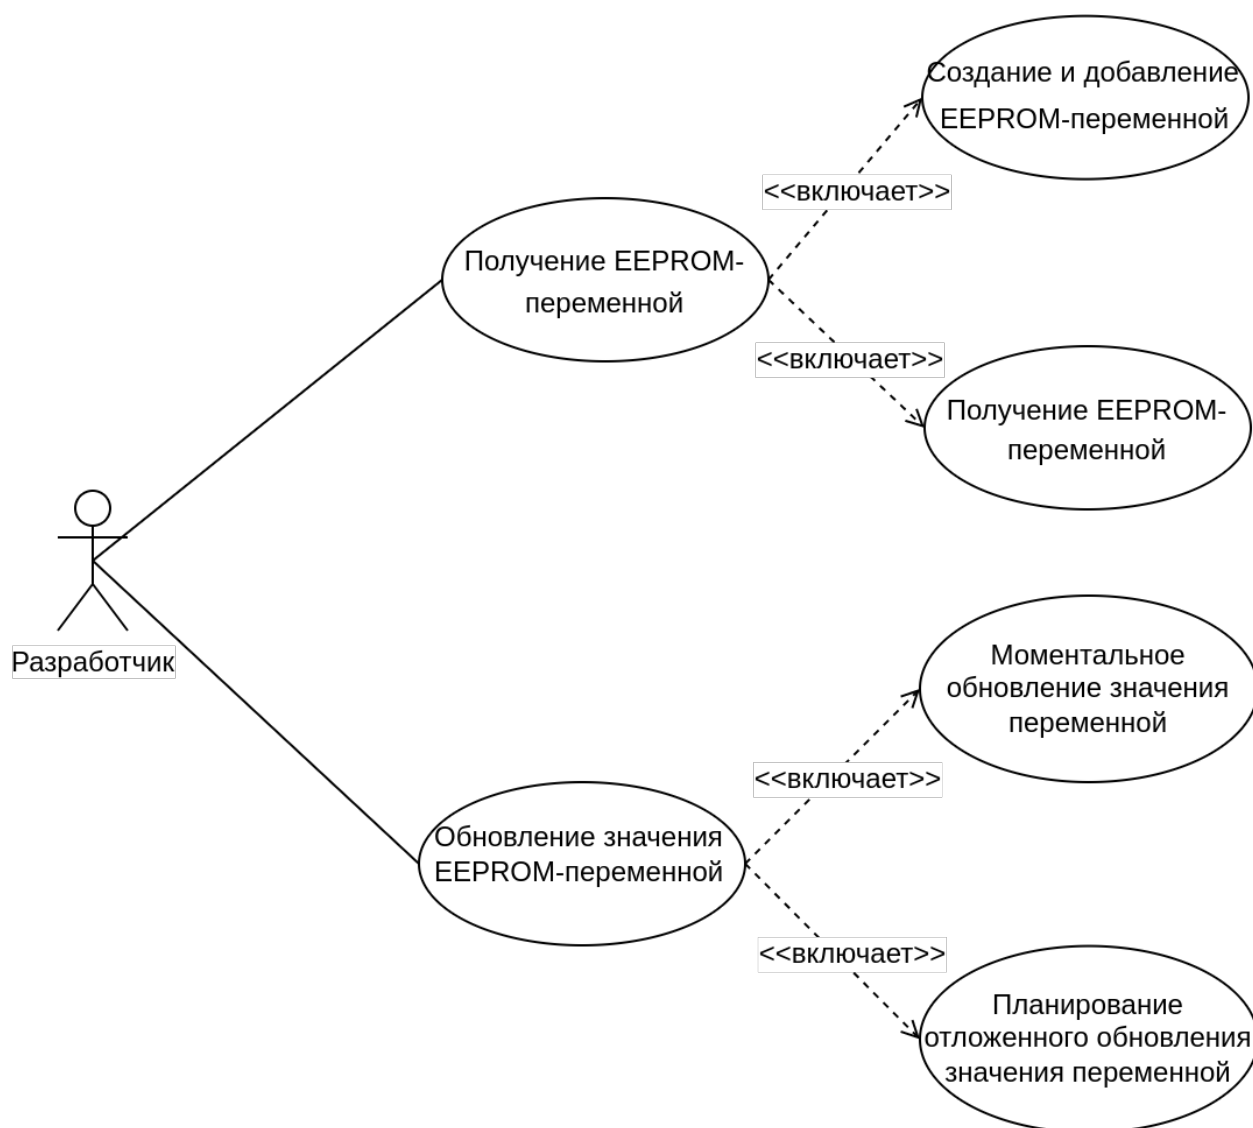 Создание и добавление
EEPROM-переменной
<<включает>>
Получение EEPROM-
переменной
<<включает>>
Получение EEPROM-
переменной
Разработчик
Моментальное
обновление значения
переменной
<<включает>>
Обновление значения
EEPROM-переменной
<<включает>>
Планирование
отложенного обновления
значения переменной